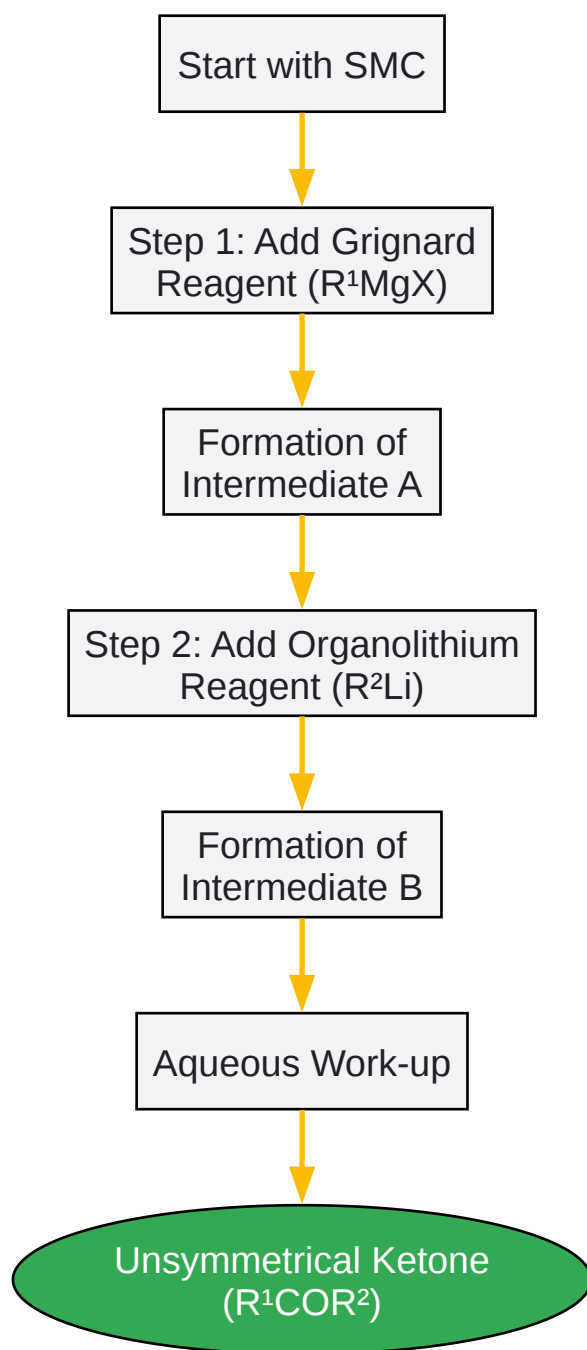 Start with SMC
Step 1: Add Grignard
Reagent (R¹MgX)
Formation of
Intermediate A
Step 2: Add Organolithium
Reagent (R²Li)
Formation of
Intermediate B
Aqueous Work-up
Unsymmetrical Ketone
(R¹COR²)